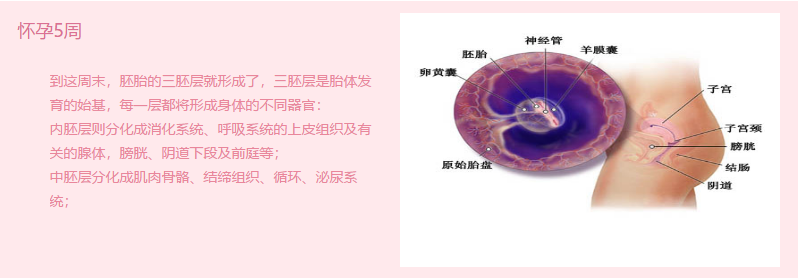 怀孕5周
到这周末，胚胎的三胚层就形成了，三胚层是胎体发
育的始基，每一层都将形成身体的不同器官：
内胚层则分化成消化系统、呼吸系统的上皮组织及有
关的腺体，膀胱、阴道下段及前庭等；
中胚层分化成肌肉骨骼、结缔组织、循环、泌尿系
统；
神经管
胚胎
羊膜囊
卵黄囊
原始胎盘
子宫
子宫颈
膀胱
结肠
阴道